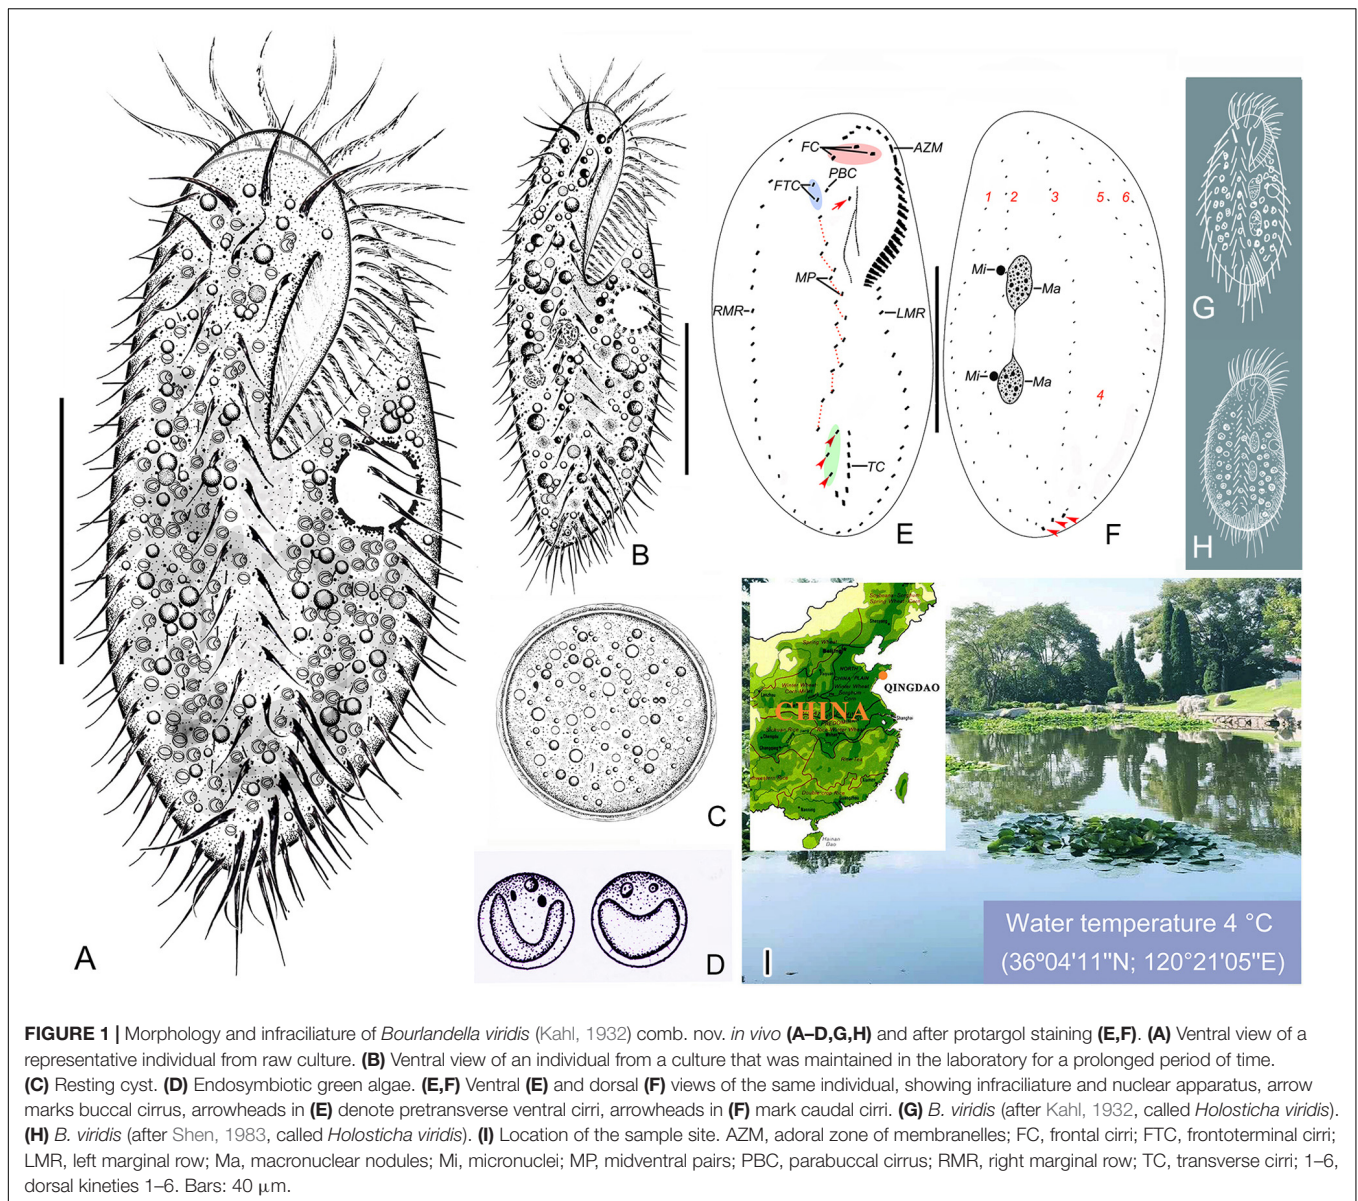 A
B
C
D
FC
AZM
PBC
FTC
MP
RMR
LMR
TC
E
1 2 3 5 6
Mi
Ma
Mi
Ma
4
F
G
H
QINGDAO
CHINA
Shanghai
Hainan
Dao
I
Water temperature 4 °C
(36º04'11"N; 120°21'05"E)
FIGURE 1 | Morphology and infraciliature of Bourlandella viridis (Kahl, 1932) comb. nov. in vivo (A–D,G,H) and after protargol staining (E,F). (A) Ventral view of a
representative individual from raw culture. (B) Ventral view of an individual from a culture that was maintained in the laboratory for a prolonged period of time.
(C) Resting cyst. (D) Endosymbiotic green algae. (E,F) Ventral (E) and dorsal (F) views of the same individual, showing infraciliature and nuclear apparatus, arrow
marks buccal cirrus, arrowheads in (E) denote pretransverse ventral cirri, arrowheads in (F) mark caudal cirri. (G) B. viridis (after Kahl, 1932, called Holosticha viridis).
(H) B. viridis (after Shen, 1983, called Holosticha viridis). (I) Location of the sample site. AZM, adoral zone of membranelles; FC, frontal cirri; FTC, frontoterminal cirri;
LMR, left marginal row; Ma, macronuclear nodules; Mi, micronuclei; MP, midventral pairs; PBC, parabuccal cirrus; RMR, right marginal row; TC, transverse cirri; 1–6,
dorsal kineties 1–6. Bars: 40 μm.